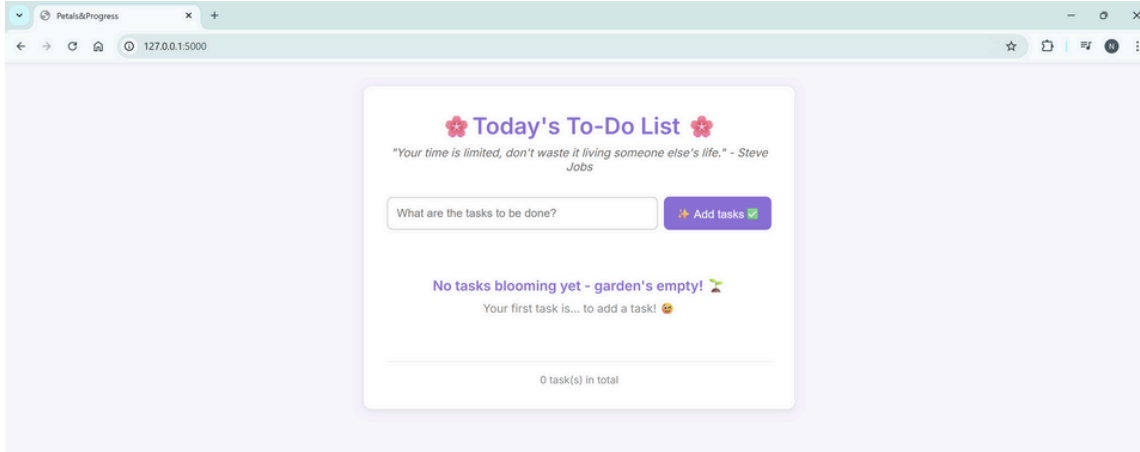 Petals&Progress
127.0.0.1:5000
N
🌸 Today's To-Do List 🌸
"Your time is limited, don't waste it living someone else's life." - Steve
Jobs
What are the tasks to be done?
✨ Add tasks ✅
No tasks blooming yet - garden's empty! 🌱
Your first task is... to add a task! 😅
0 task(s) in total